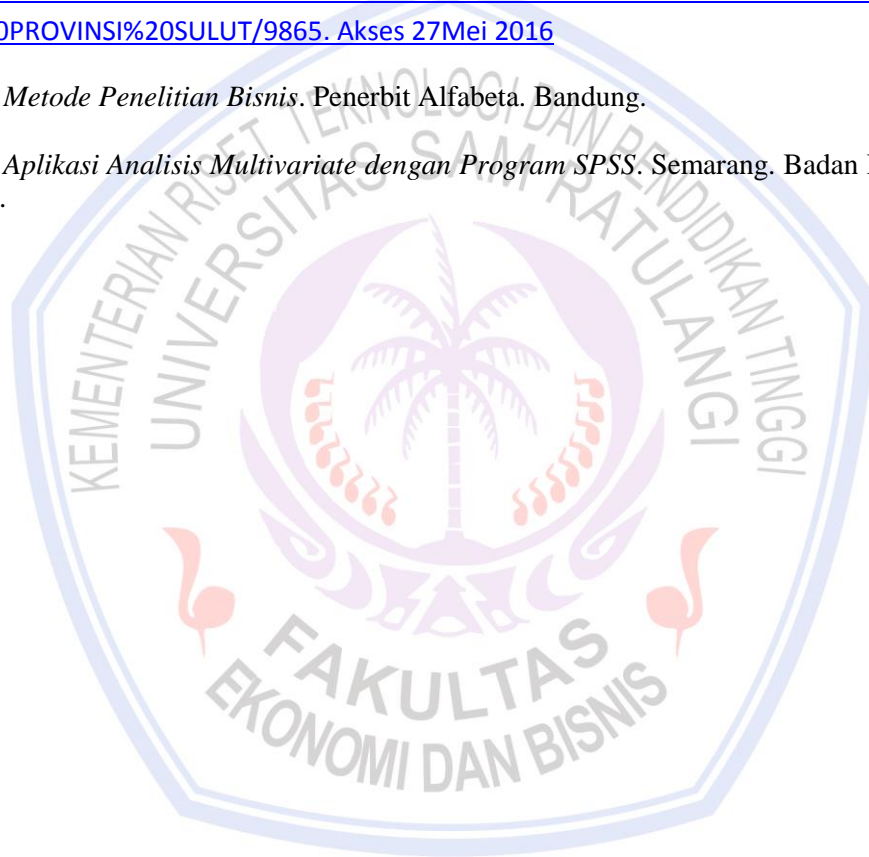 0PROVINSI%20SULUT/9865. Akses 27Mei 2016
Metode Penelitian Bisnis. Penerbit Alfabeta. Bandung.
Aplikasi Analisis Multivariate dengan Program SPSS. Semarang. Badan
.
KEMENTERIAN RISET TEKNOLOGI DAN PENDIDIKAN TINGGI
UNIVERSITAS SAM RATULANGI
FAKULTAS
EKONOMI DAN BISNIS